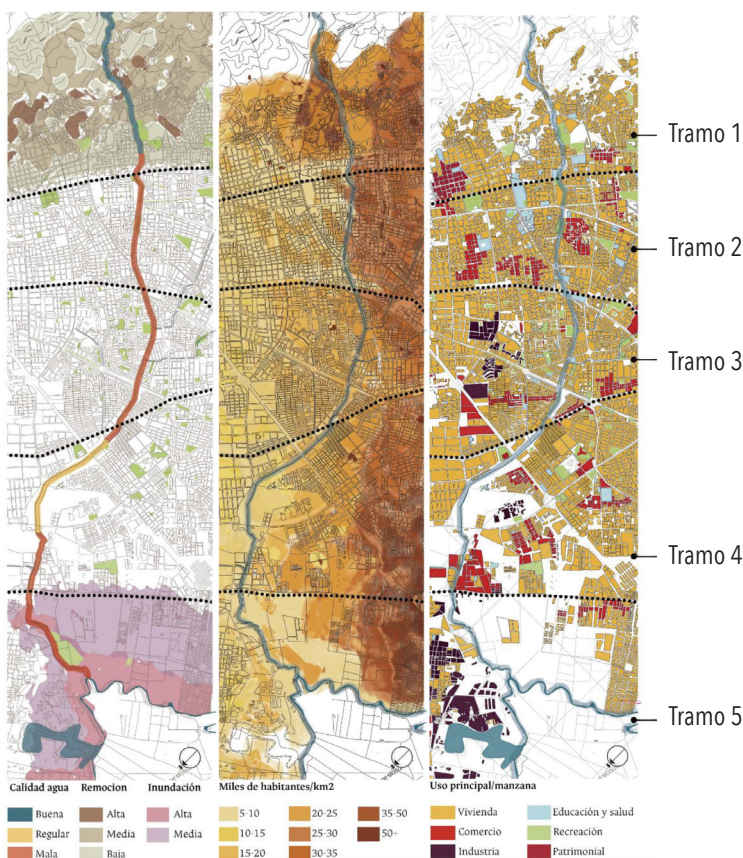 Tramo 1
Tramo 2
Tramo 3
Tramo 4
Tramo 5
Calidad agua Remocion Inundación
Buena Alta Alta
Regular Media Media
Mala Baja
Miles de habitantes/km2
5-10 20-25 35-50
10-15 25-30 50+
15-20 30-35
Uso principal/manzana
Vivienda Educación y salud
Comercio Recreación
Industria Patrimonial